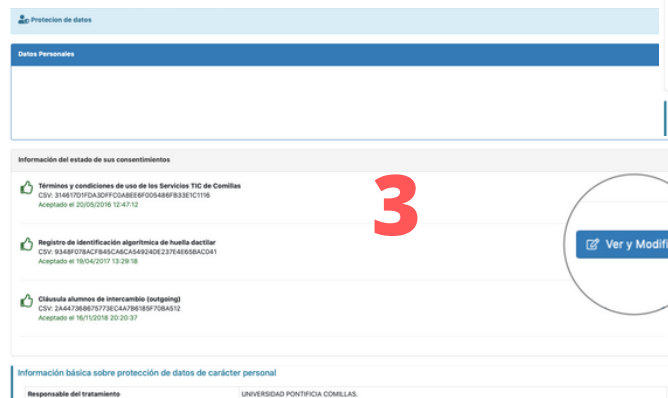 Protecion de datos
Datos Personales
Información del estado de sus consentimientos
Términos y condiciones de uso de los Servicios TIC de Comillas
CSV: 314617D1FDA3DFFC0ABEE6F0D5486FB33E1C1116
Aceptado el 20/05/2016 12:47:12
3
Registro de identificación algorítmica de huella dactilar
CSV: 9348F078ACFB45CA6CA54924DE237E4E65BAC041
Aceptado el 19/04/2017 13:29:18
Ver y Modifi
Cláusula alumnos de intercambio (outgoing)
CSV: 2A447368675773EC4A7B6185F70BA512
Aceptado el 16/11/2018 20:20:37
Información básica sobre protección de datos de carácter personal
Responsable del tratamiento UNIVERSIDAD PONTIFICIA COMILLAS.